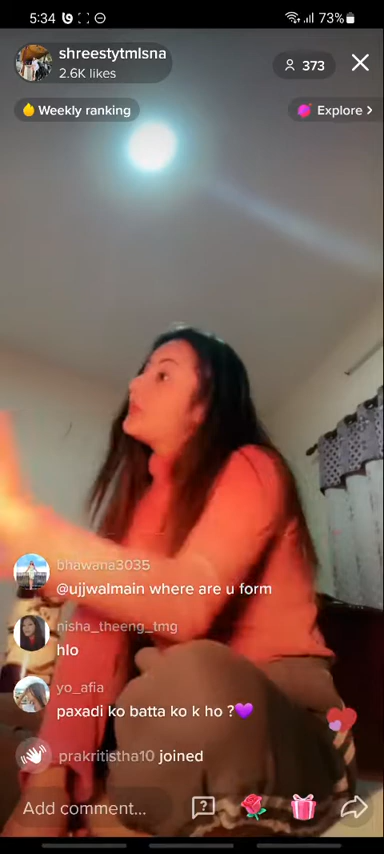 5:34 73%
shreestytmlsna
2.6K likes
373
Weekly ranking
Explore >
bhawana3035
@ujjwalmain where are u form
nisha_theeng_tmg
hlo
yo_afia
paxadi ko batta ko k ho ?💜
prakritistha10 joined
Add comment...